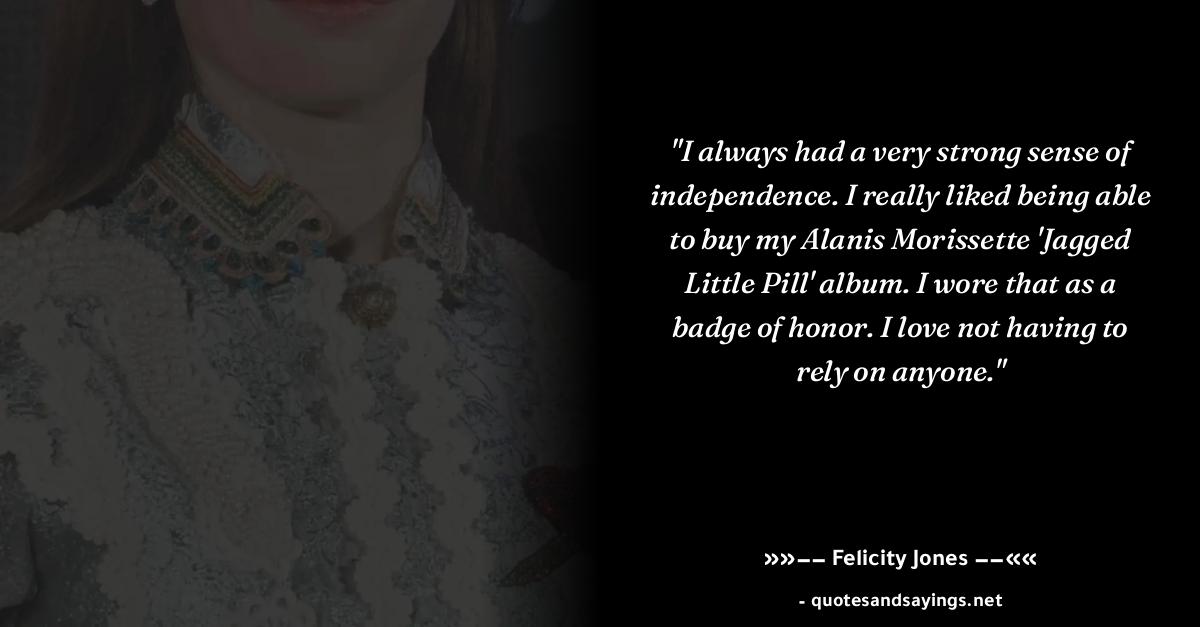 "I always had a very strong sense of
independence. I really liked being able
to buy my Alanis Morissette 'Jagged
Little Pill' album. I wore that as a
badge of honor. I love not having to
rely on anyone."
»»−− Felicity Jones −−««
- quotesandsayings.net